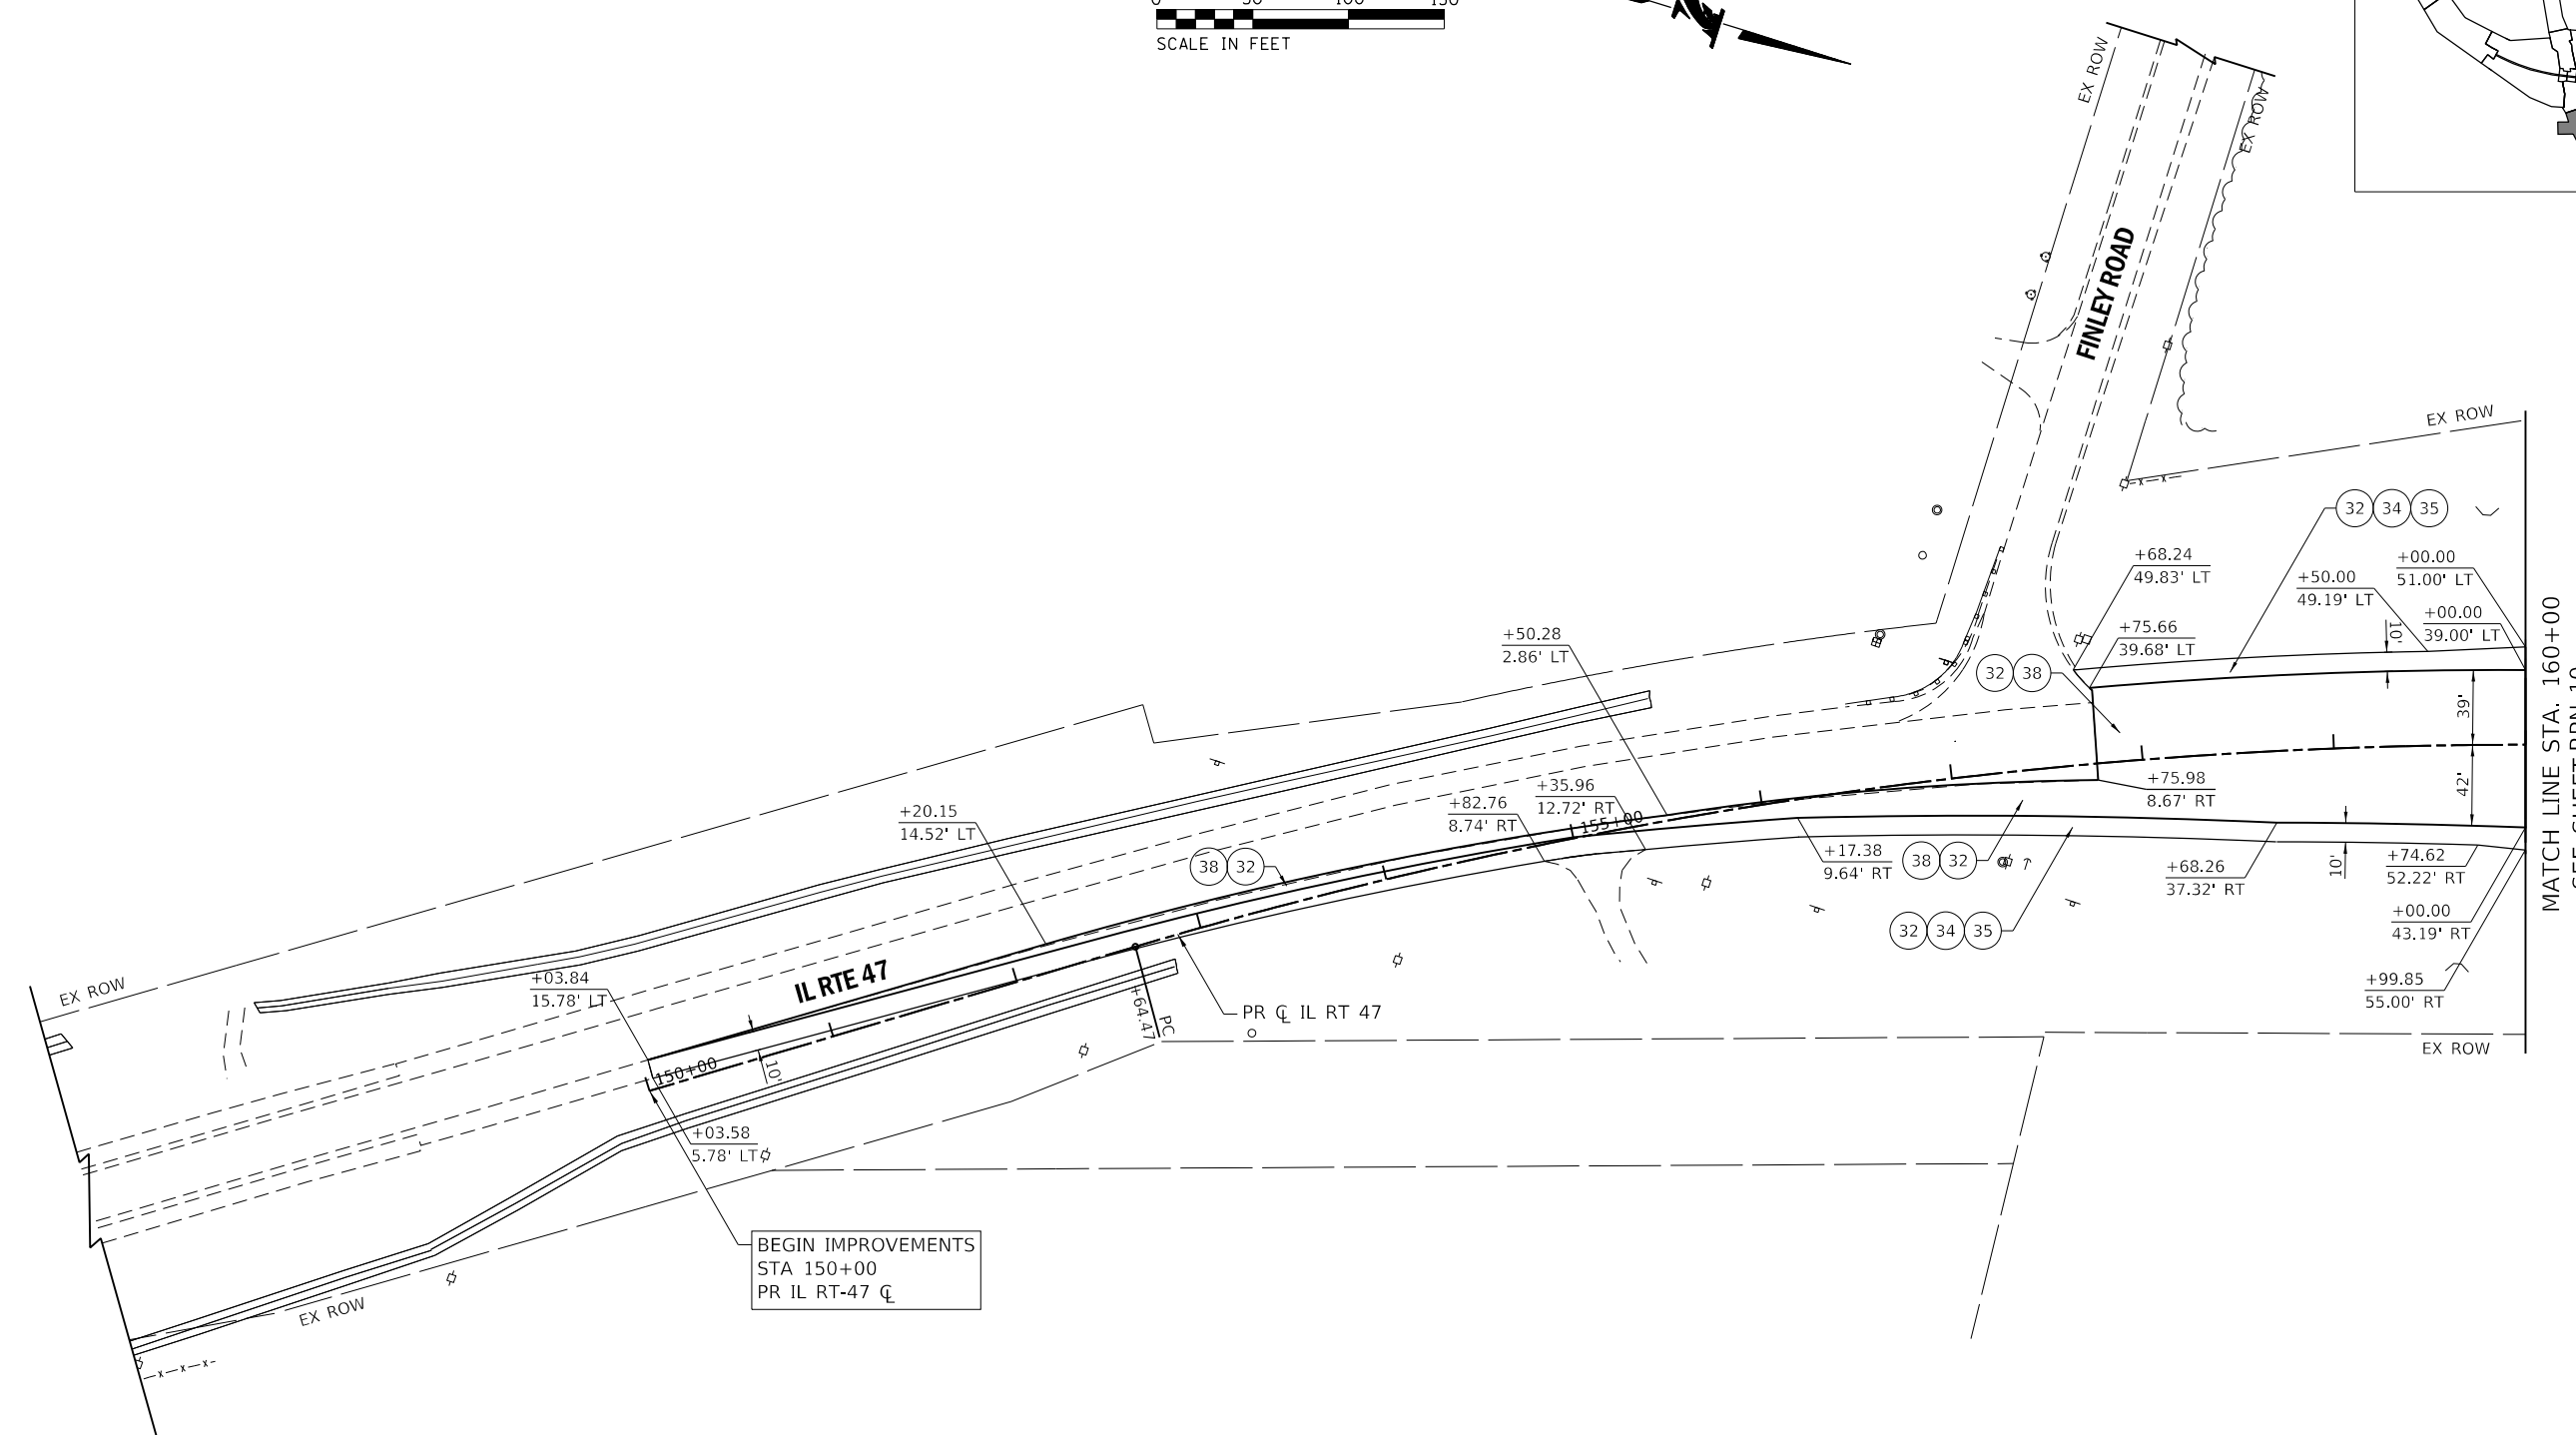 0 50 100 150
SCALE IN FEET
EX ROW
EX ROW
FINLEY ROAD
EX ROW
32 34 35
+68.24
49.83' LT
+00.00
51.00' LT
+50.00
49.19' LT
+00.00
39.00' LT
10'
+75.66
39.68' LT
+50.28
2.86' LT
32 38
39'
42'
MATCH LINE STA. 160+00
+20.15
14.52' LT
+35.96
12.72' RT
+82.76
8.74' RT
155+00
+75.98
8.67' RT
38 32
+17.38
9.64' RT
38 32
+68.26
37.32' RT
10'
+74.62
52.22' RT
+00.00
43.19' RT
32 34 35
+99.85
55.00' RT
EX ROW
+03.84
15.78' LT
IL RTE 47
EX ROW
+64.47
PC
PR ℄ IL RT 47
150+00
10'
+03.58
5.78' LT
BEGIN IMPROVEMENTS
STA 150+00
PR IL RT-47 ℄
EX ROW